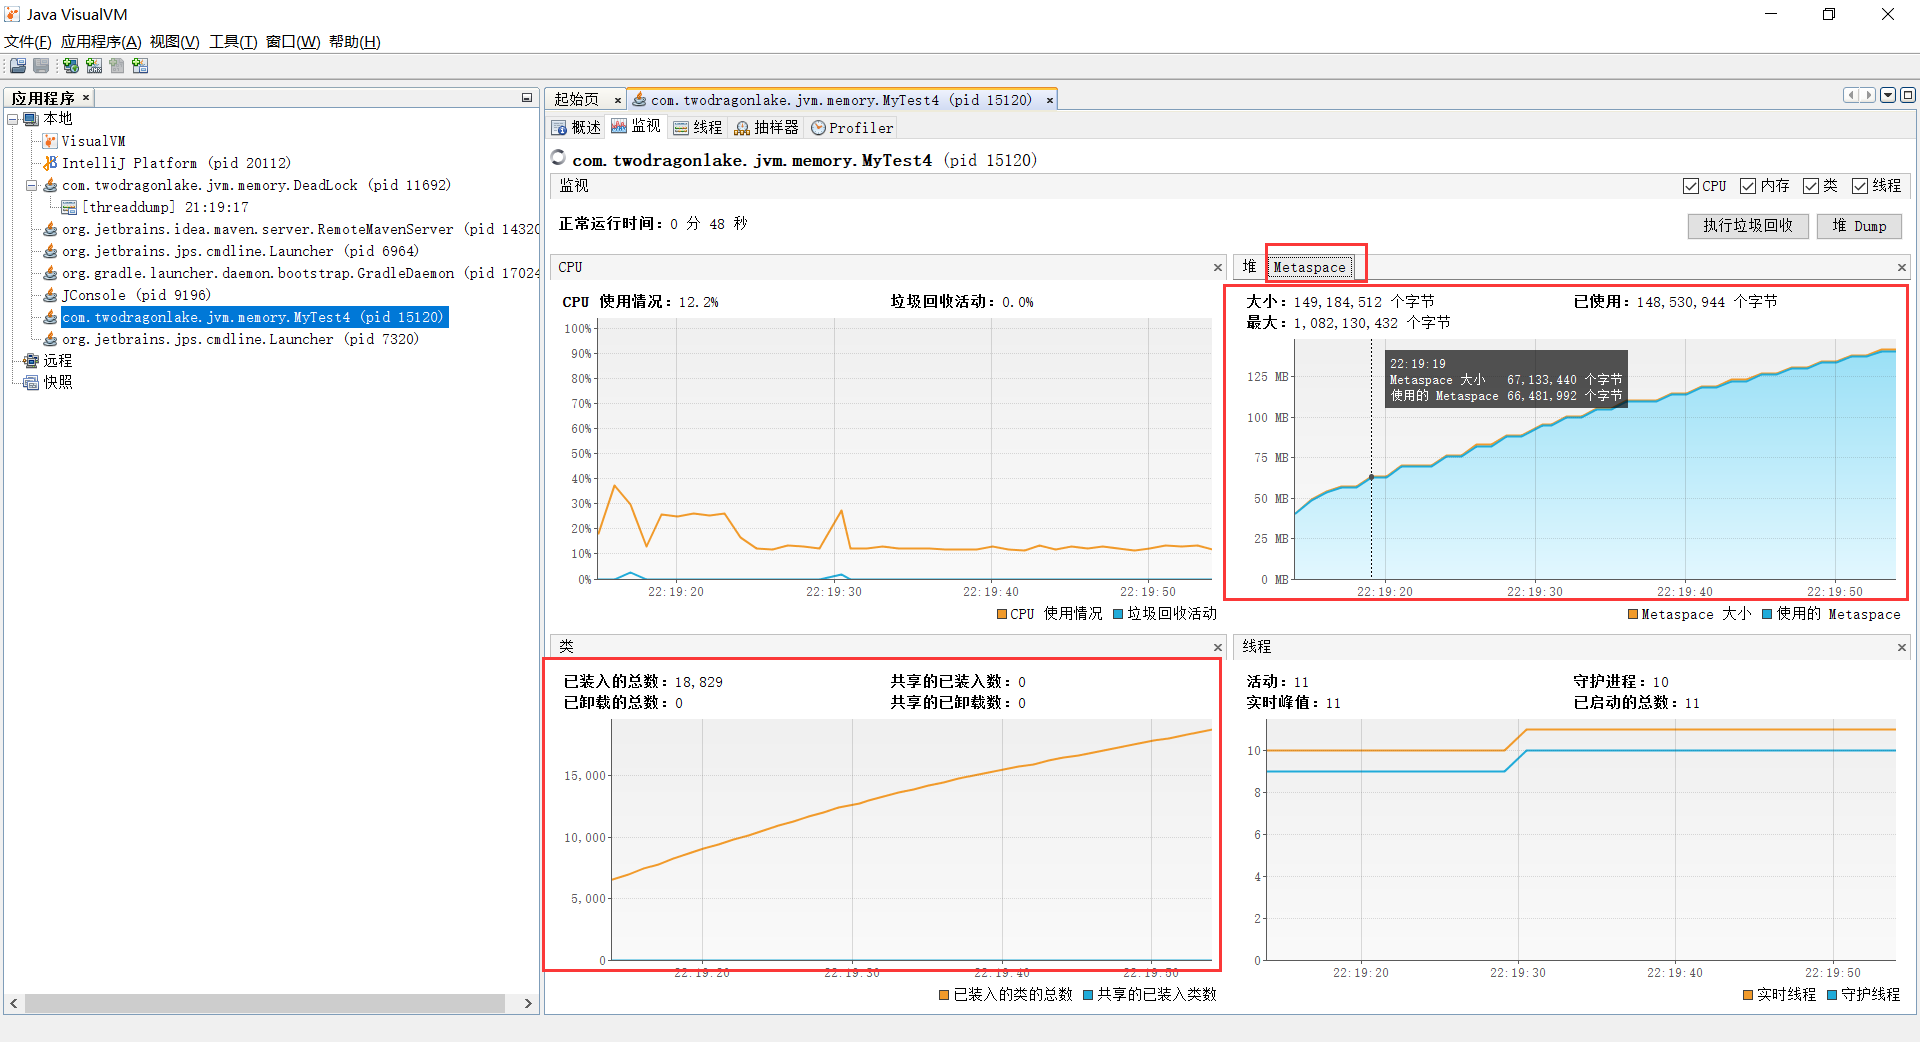 Java VisualVM
文件(F) 应用程序(A) 视图(V) 工具(T) 窗口(W) 帮助(H)
应用程序 ×
本地
VisualVM
IntelliJ Platform (pid 20112)
com.twodragonlake.jvm.memory.DeadLock (pid 11692)
[threaddump] 21:19:17
org.jetbrains.idea.maven.server.RemoteMavenServer (pid 14320
org.jetbrains.jps.cmdline.Launcher (pid 6964)
org.gradle.launcher.daemon.bootstrap.GradleDaemon (pid 17024
JConsole (pid 9196)
com.twodragonlake.jvm.memory.MyTest4 (pid 15120)
org.jetbrains.jps.cmdline.Launcher (pid 7320)
远程
快照
起始页 × com.twodragonlake.jvm.memory.MyTest4 (pid 15120) ×
概述 监视 线程 抽样器 Profiler
com.twodragonlake.jvm.memory.MyTest4 (pid 15120)
监视
CPU 内存 类 线程
正常运行时间: 0 分 48 秒
执行垃圾回收 堆 Dump
CPU ×
CPU 使用情况: 12.2% 垃圾回收活动: 0.0%
100%
90%
80%
70%
60%
50%
40%
30%
20%
10%
0%
22:19:20 22:19:30 22:19:40 22:19:50
CPU 使用情况 垃圾回收活动
堆 Metaspace ×
大小: 149,184,512 个字节 已使用: 148,530,944 个字节
最大: 1,082,130,432 个字节
22:19:19
Metaspace 大小 67,133,440 个字节
使用的 Metaspace 66,481,992 个字节
125 MB
100 MB
75 MB
50 MB
25 MB
0 MB
22:19:20 22:19:30 22:19:40 22:19:50
Metaspace 大小 使用的 Metaspace
类 ×
已装入的总数: 18,829 共享的已装入数: 0
已卸载的总数: 0 共享的已卸载数: 0
15,000
10,000
5,000
0
22:19:20 22:19:30 22:19:40 22:19:50
已装入的类的总数 共享的已装入类数
线程 ×
活动: 11 守护进程: 10
实时峰值: 11 已启动的总数: 11
10
8
6
4
2
0
22:19:20 22:19:30 22:19:40 22:19:50
实时线程 守护线程